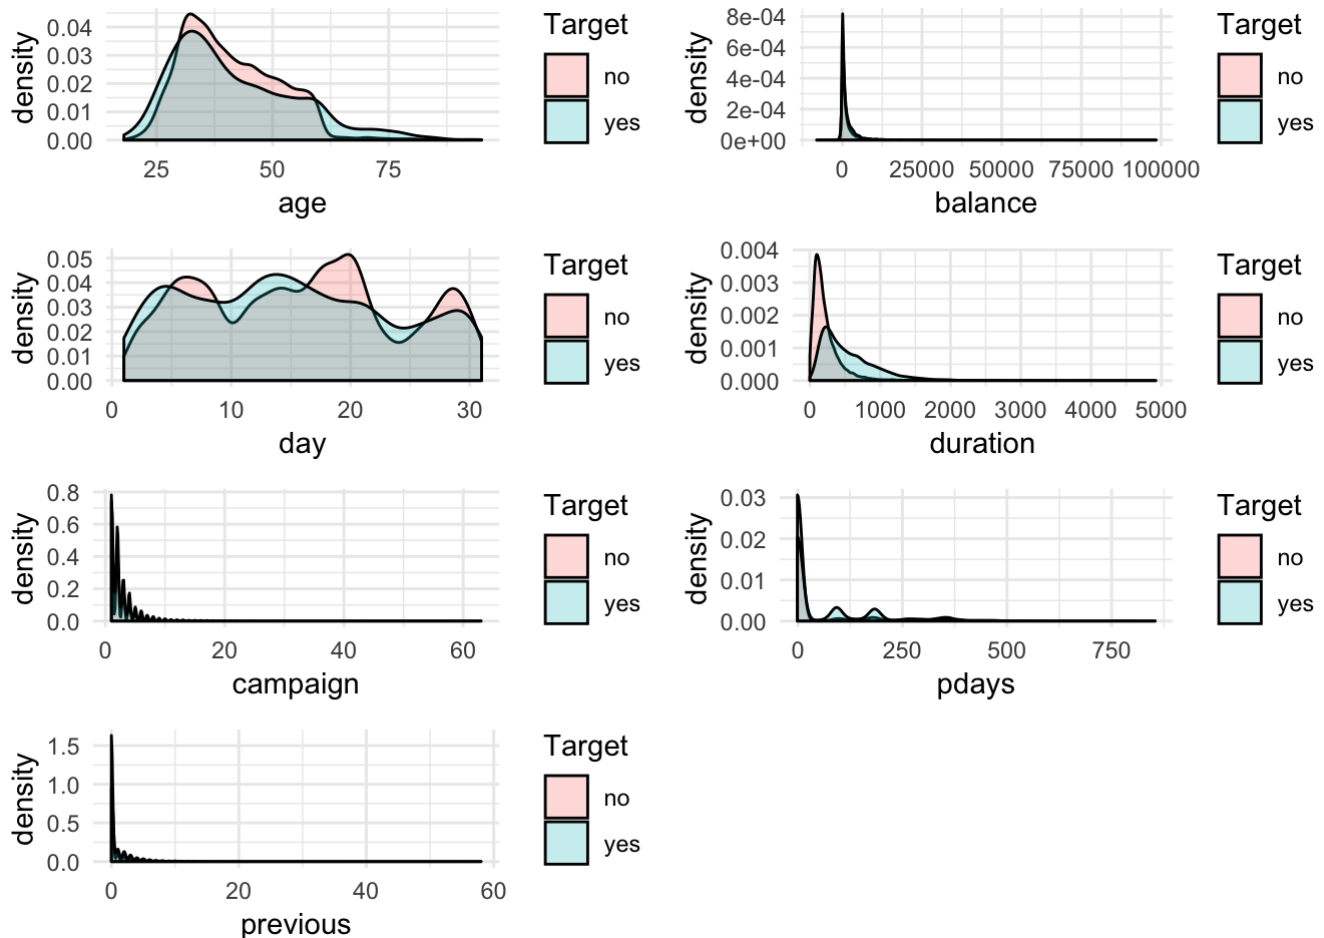 density
0.04
0.03
0.02
0.01
0.00
25 50 75
age
Target
no
yes
density
8e-04
6e-04
4e-04
2e-04
0e+00
0 25000 50000 75000 100000
balance
Target
no
yes
density
0.05
0.04
0.03
0.02
0.01
0.00
0 10 20 30
day
Target
no
yes
density
0.004
0.003
0.002
0.001
0.000
0 1000 2000 3000 4000 5000
duration
Target
no
yes
density
0.8
0.6
0.4
0.2
0.0
0 20 40 60
campaign
Target
no
yes
density
0.03
0.02
0.01
0.00
0 250 500 750
pdays
Target
no
yes
density
1.5
1.0
0.5
0.0
0 20 40 60
previous
Target
no
yes